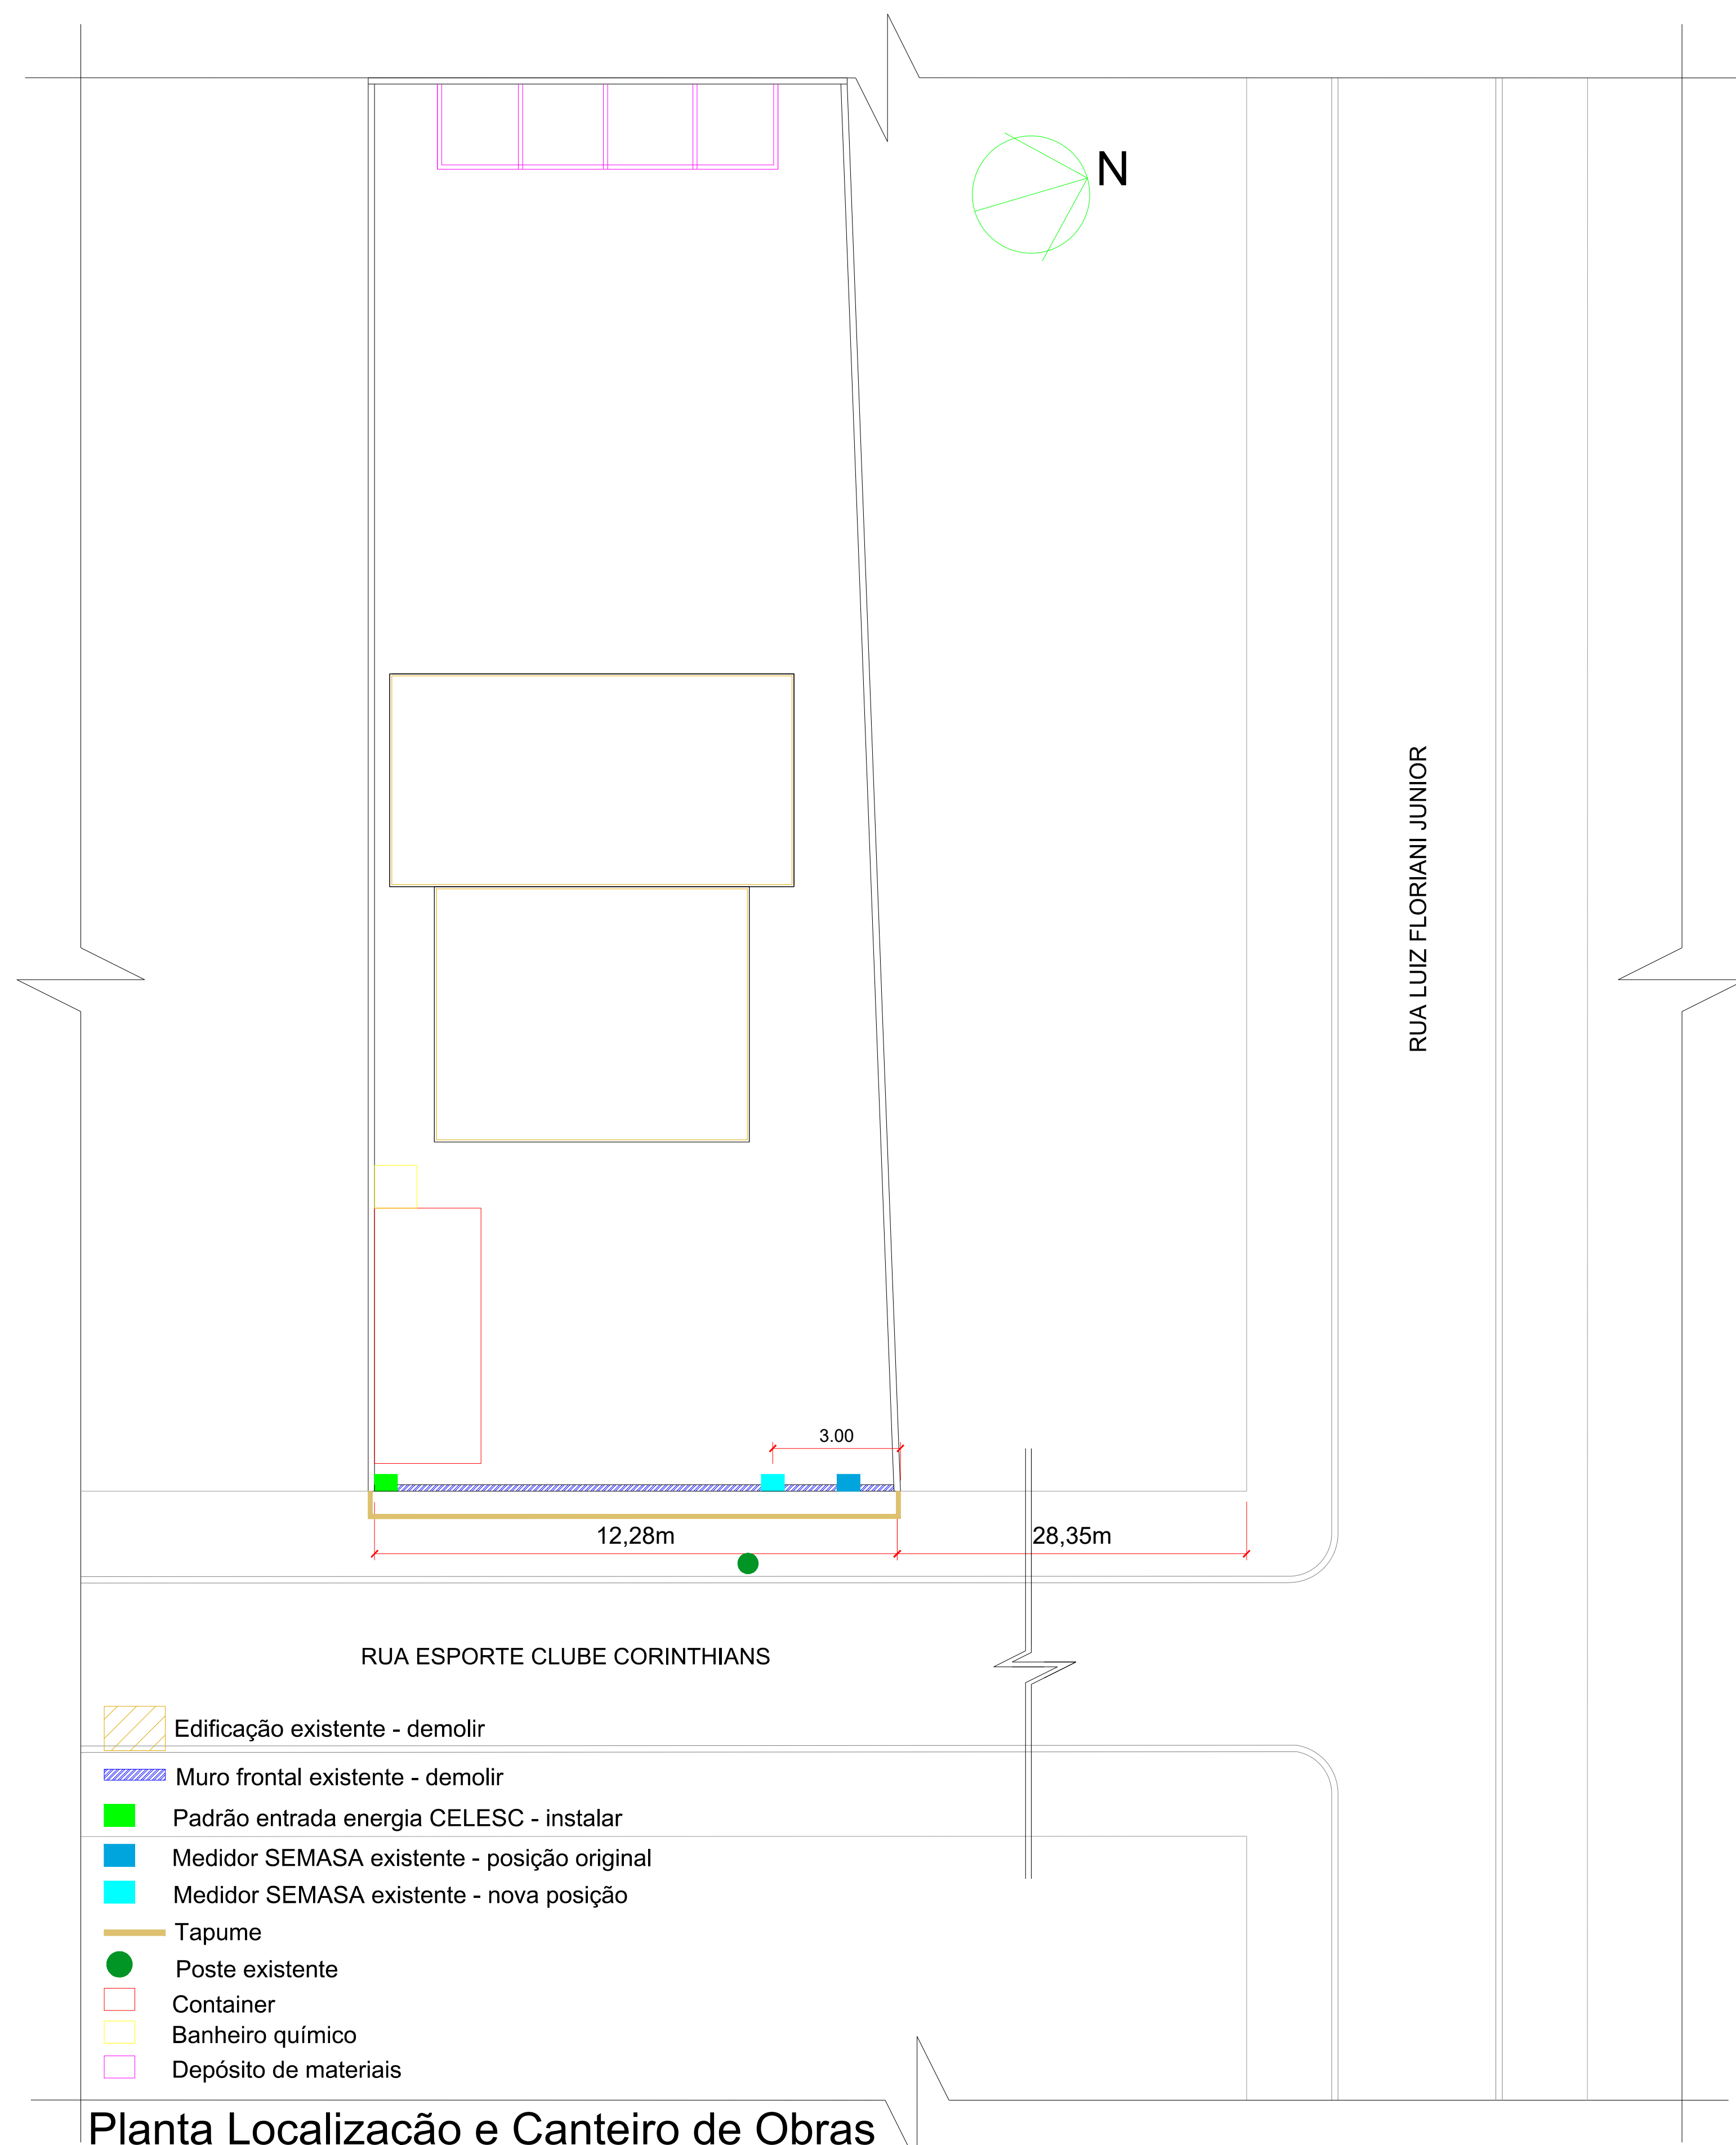 N
RUA LUIZ FLORIANI JUNIOR
3.00
12,28m
28,35m
RUA ESPORTE CLUBE CORINTHIANS
Edificação existente - demolir
Muro frontal existente - demolir
Padrão entrada energia CELESC - instalar
Medidor SEMASA existente - posição original
Medidor SEMASA existente - nova posição
Tapume
Poste existente
Container
Banheiro químico
Depósito de materiais
Planta Localização e Canteiro de Obras